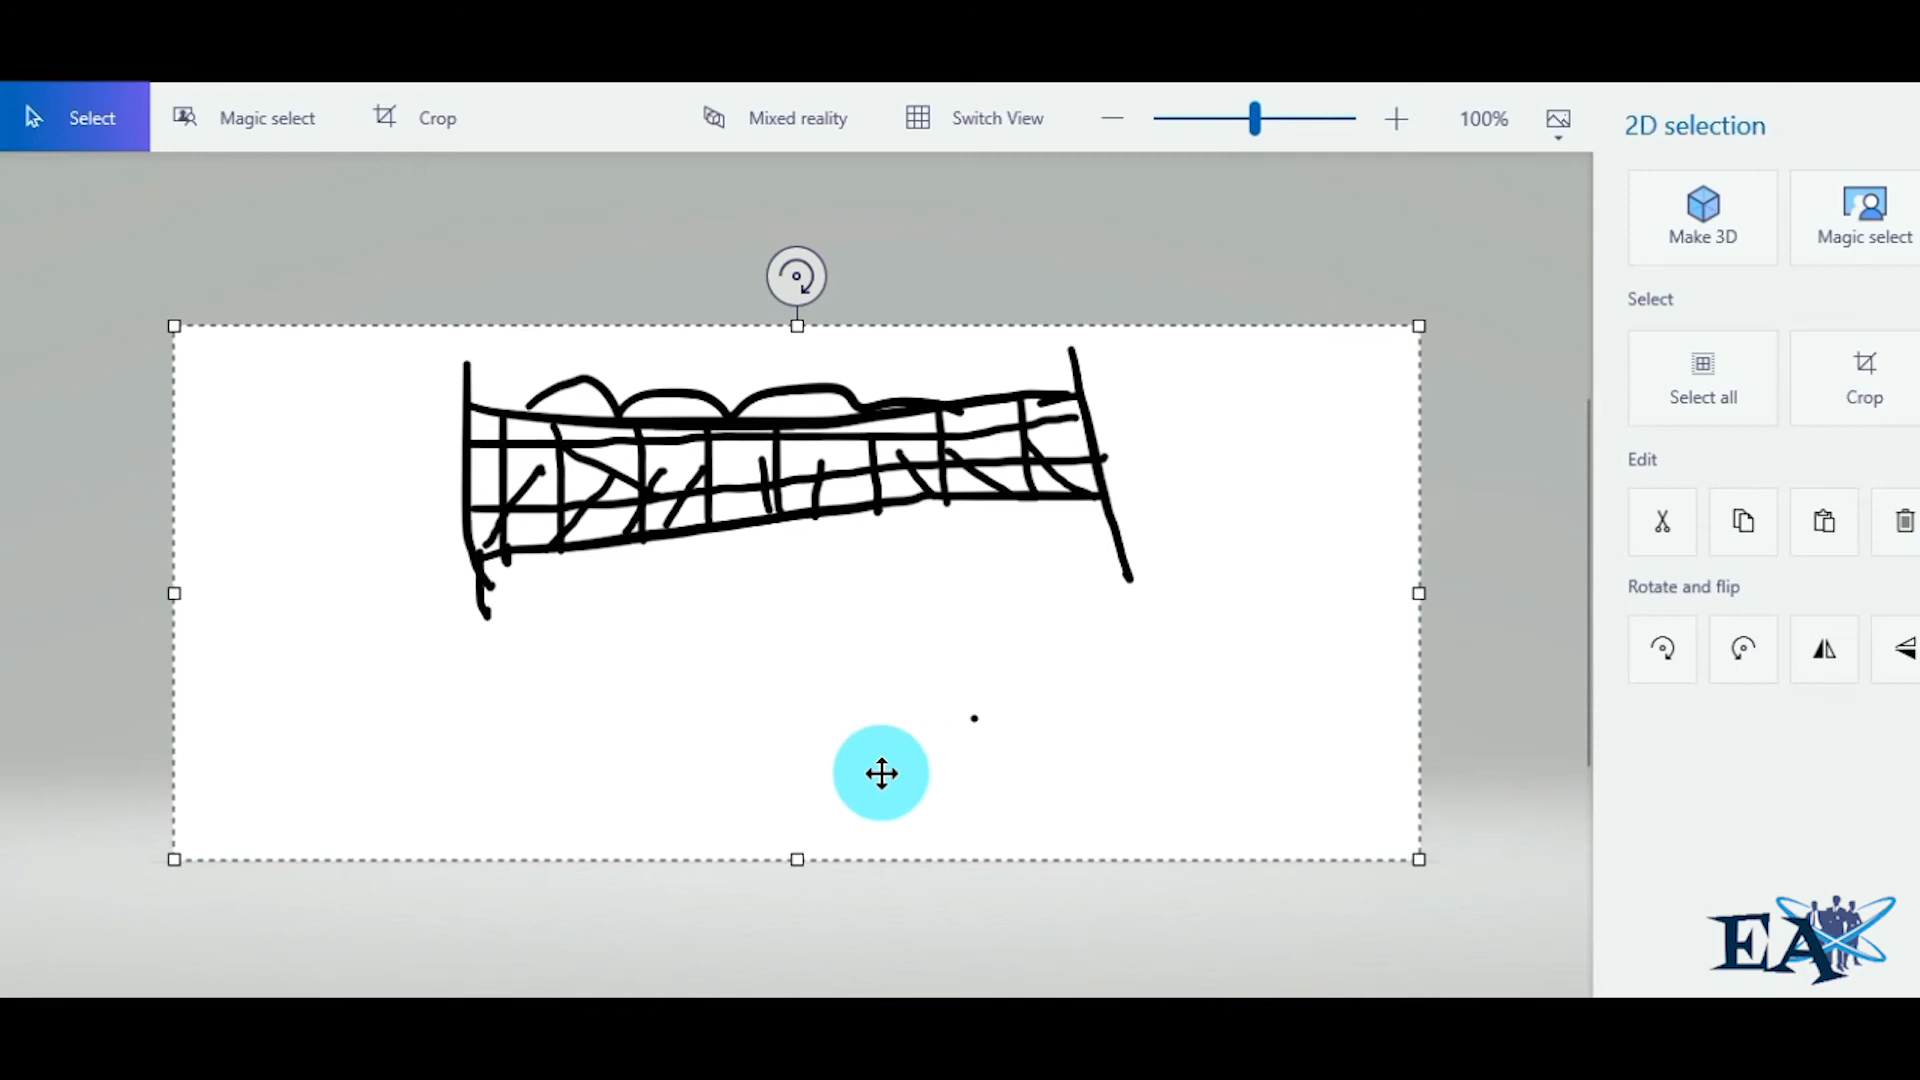 Select Magic select Crop Mixed reality Switch View 100%
2D selection
Make 3D Magic select
Select
Select all Crop
Edit
Rotate and flip
EA